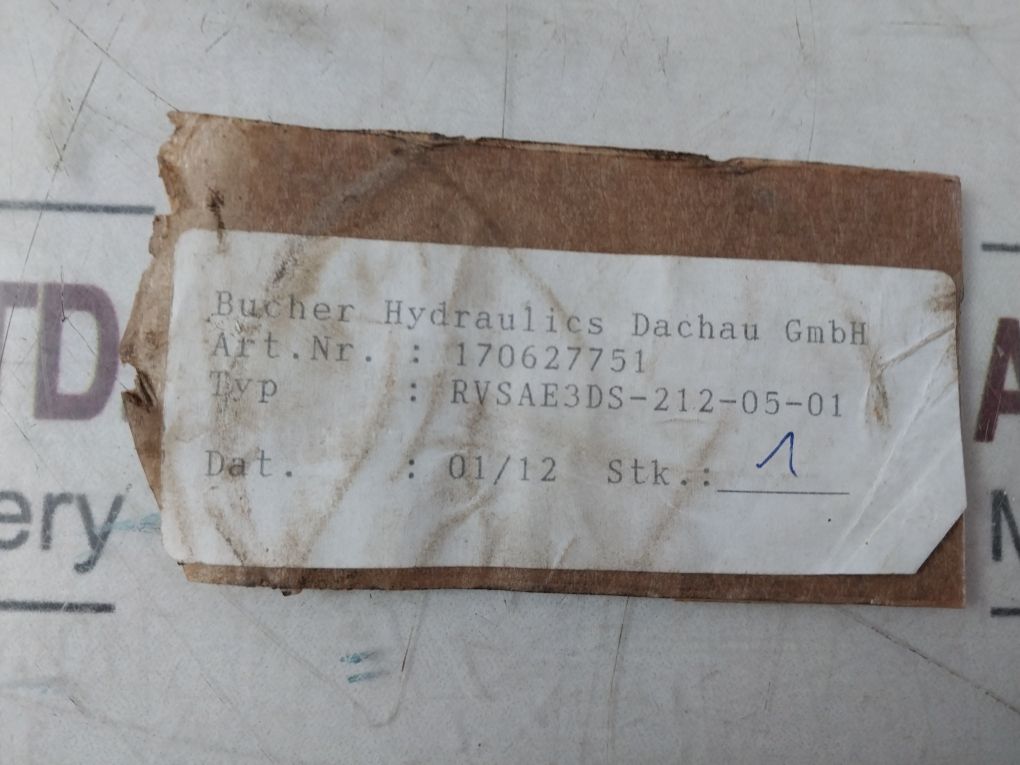 Bucher Hydraulics Dachau GmbH
Art.Nr. : 170627751
Typ : RVSAE3DS-212-05-01
Dat. : 01/12 Stk.: 1
TD
ery
A